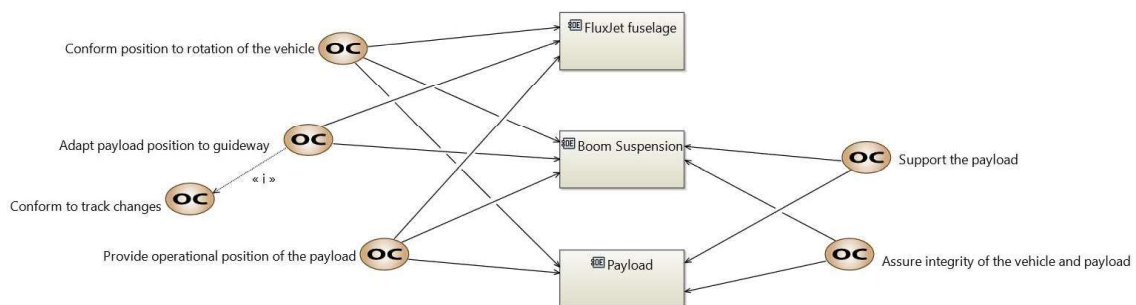 FluxJet fuselage
Conform position to rotation of the vehicle
OC
Adapt payload position to guideway
OC
Boom Suspension
OC
Support the payload
« i »
Conform to track changes
OC
Provide operational position of the payload
OC
Payload
OC
Assure integrity of the vehicle and payload